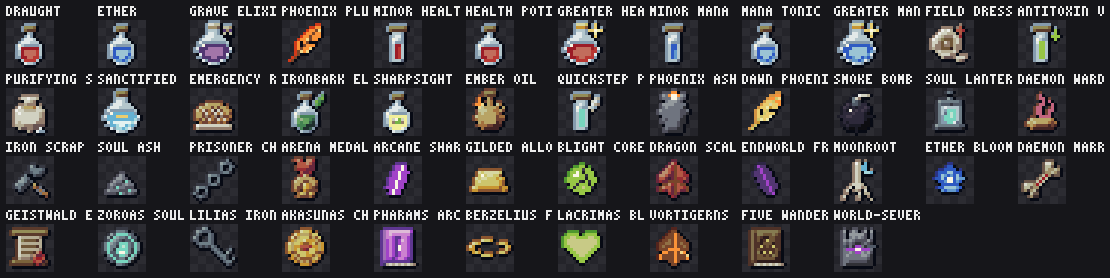 DRAUGHT ETHER GRAVE ELIXI PHOENIX PLU MINOR HEALT HEALTH POTI GREATER HEA MINOR MANA MANA TONIC GREATER MAN FIELD DRESS ANTITOXIN V
PURIFYING S SANCTIFIED EMERGENCY R IRONBARK EL SHARPSIGHT EMBER OIL QUICKSTEP P PHOENIX ASH DAWN PHOENI SMOKE BOMB SOUL LANTER DAEMON WARD
IRON SCRAP SOUL ASH PRISONER CH ARENA MEDAL ARCANE SHAR GILDED ALLO BLIGHT CORE DRAGON SCAL ENDWORLD FR MOONROOT ETHER BLOOM DAEMON MARR
GEISTWALD E ZOROAS SOUL LILIAS IRON AKASUNAS CH PHARAMS ARC BERZELIUS F LACRIMAS BL VORTIGERNS FIVE WANDER WORLD-SEVER